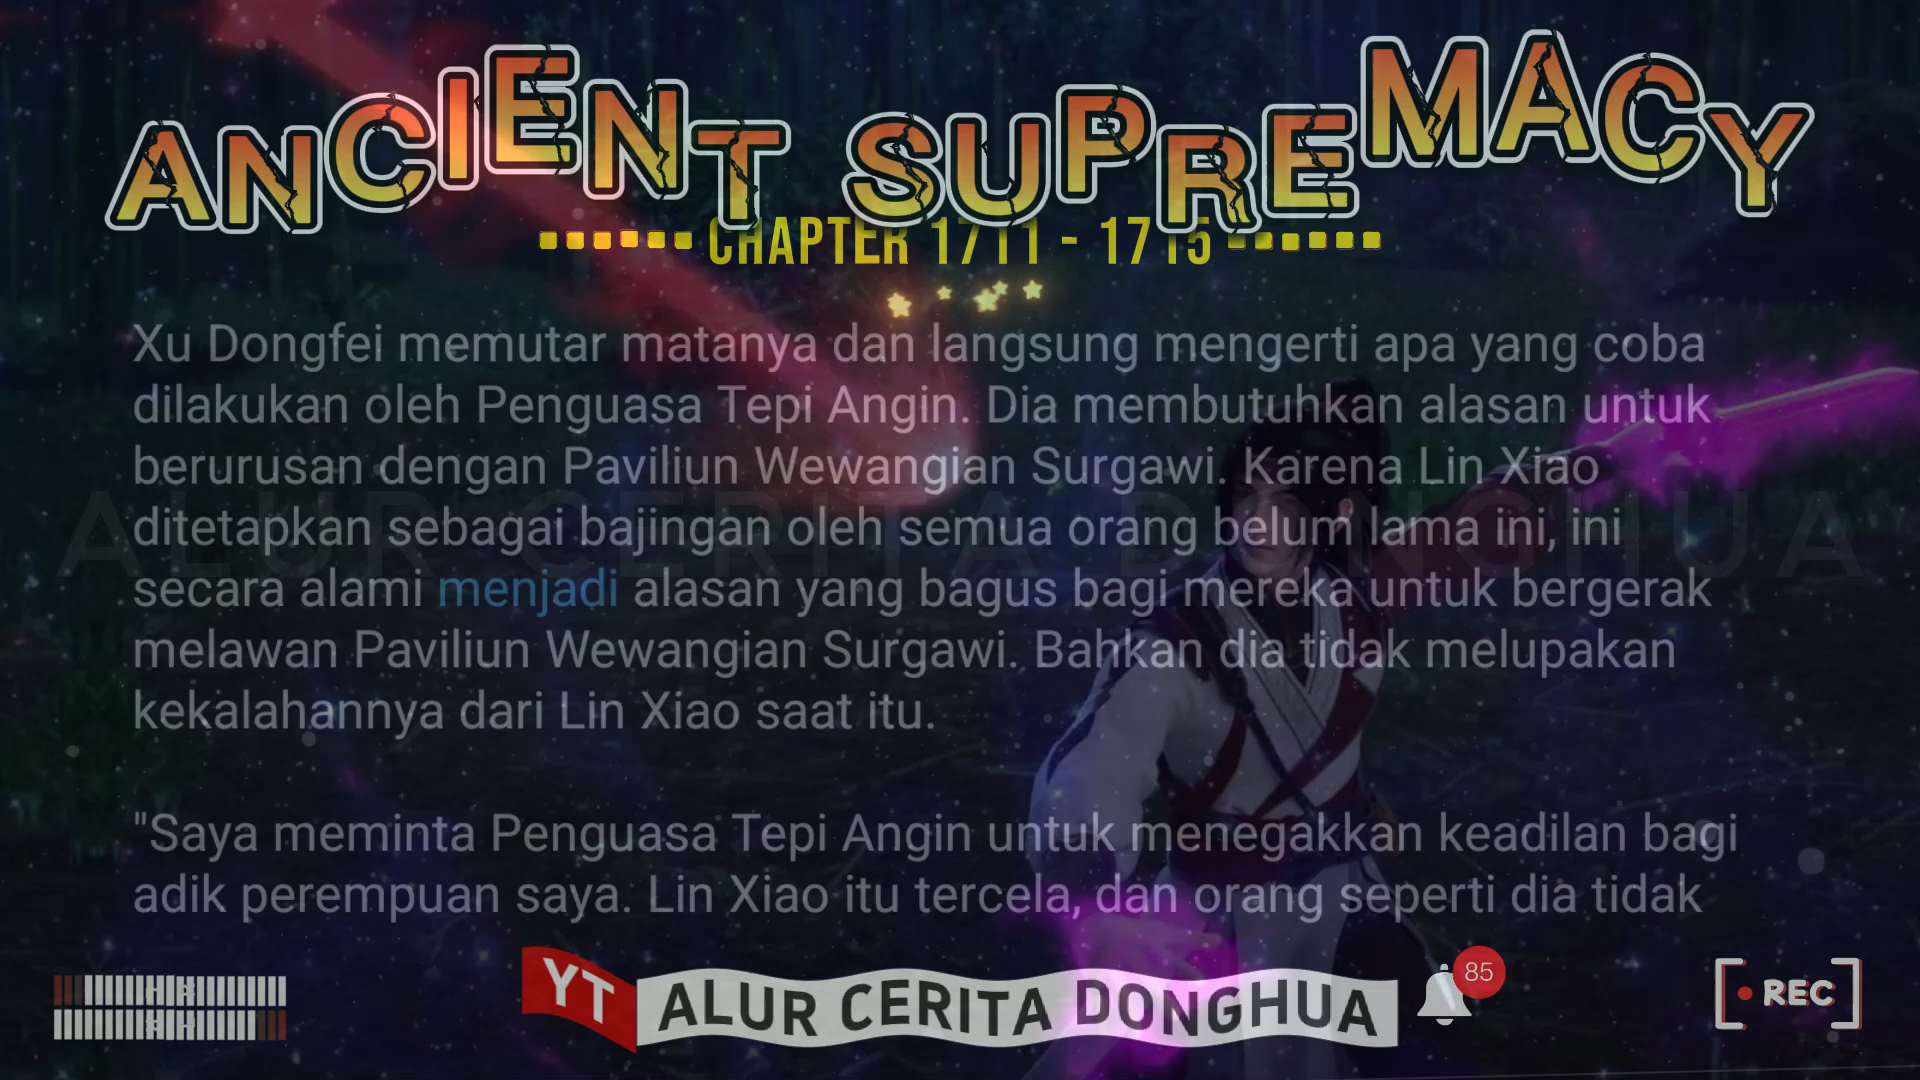 ANCIENT SUPREMACY
CHAPTER 1711 - 1715
Xu Dongfei memutar matanya dan langsung mengerti apa yang coba
dilakukan oleh Penguasa Tepi Angin. Dia membutuhkan alasan untuk
berurusan dengan Paviliun Wewangian Surgawi. Karena Lin Xiao
ditetapkan sebagai bajingan oleh semua orang belum lama ini, ini
secara alami menjadi alasan yang bagus bagi mereka untuk bergerak
melawan Paviliun Wewangian Surgawi. Bahkan dia tidak melupakan
kekalahannya dari Lin Xiao saat itu.
"Saya meminta Penguasa Tepi Angin untuk menegakkan keadilan bagi
adik perempuan saya. Lin Xiao itu tercela, dan orang seperti dia tidak
ALUR CERITA DONGHUA
YT ALUR CERITA DONGHUA
85
REC